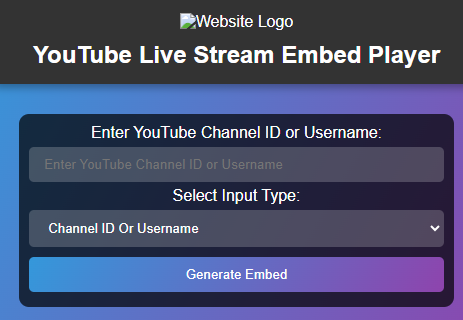 Website Logo
YouTube Live Stream Embed Player
Enter YouTube Channel ID or Username:
Enter YouTube Channel ID or Username
Select Input Type:
Channel ID Or Username
Generate Embed